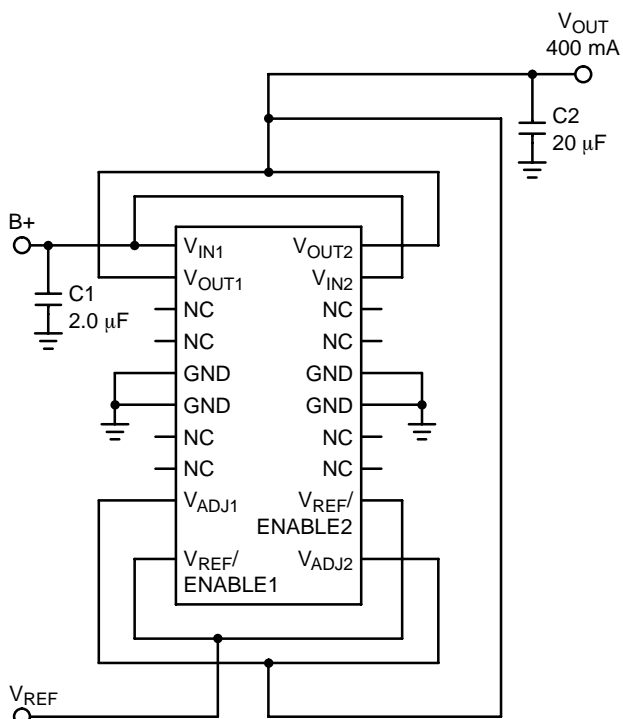 VOUT
400 mA
C2
20 μF
B+
C1
2.0 μF
VIN1
VOUT1
NC
NC
GND
GND
NC
NC
VADJ1
VREF/
ENABLE1
VOUT2
VIN2
NC
NC
GND
GND
NC
NC
VREF/
ENABLE2
VADJ2
VREF